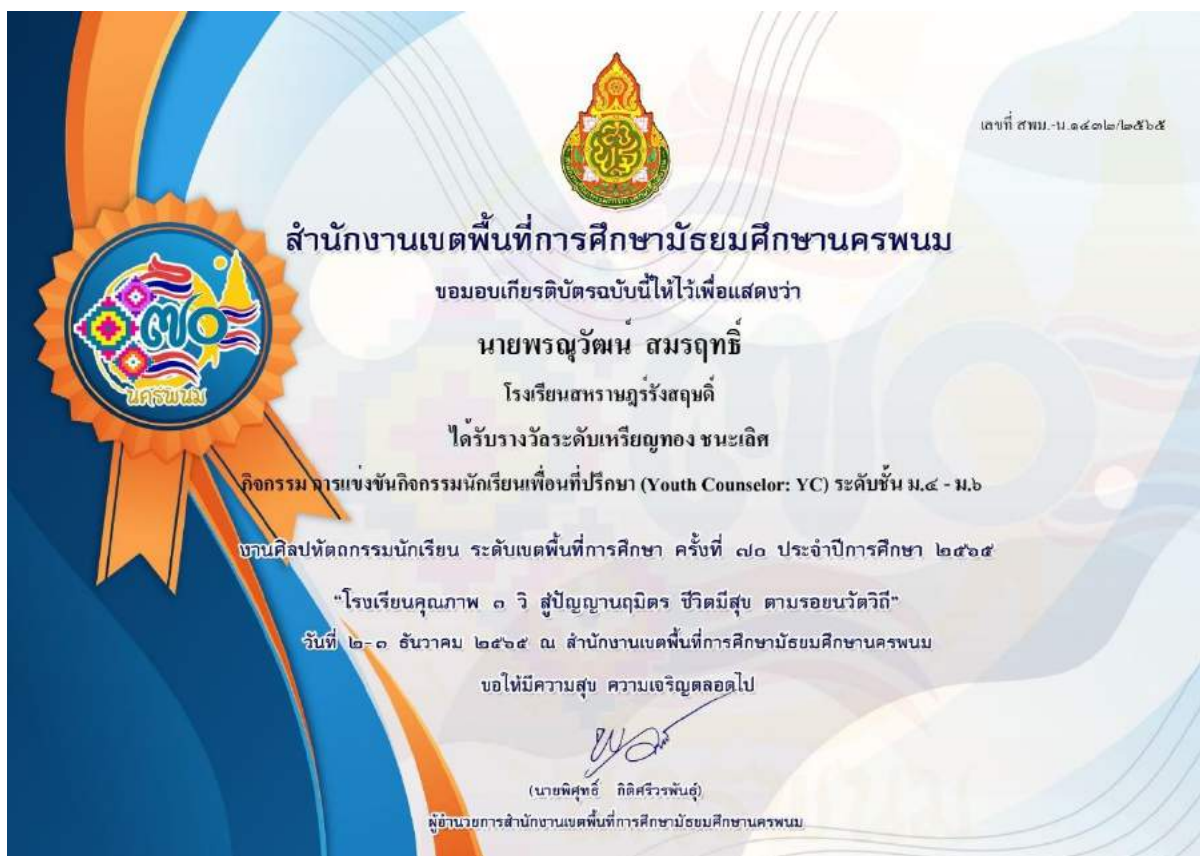 เลขที่ สพม.-น.๑๔๓๒/๒๕๖๕
สำนักงานเขตพื้นที่การศึกษามัธยมศึกษานครพนม
ขอมอบเกียรติบัตรฉบับนี้ให้ไว้เพื่อแสดงว่า
นายพรณุวัฒน์ สมรฤทธิ์
โรงเรียนสหราษฎร์รังสฤษดิ์
ได้รับรางวัลระดับเหรียญทอง ชนะเลิศ
กิจกรรม การแข่งขันกิจกรรมนักเรียนเพื่อนที่ปรึกษา (Youth Counselor: YC) ระดับชั้น ม.๔ - ม.๖
งานศิลปหัตถกรรมนักเรียน ระดับเขตพื้นที่การศึกษา ครั้งที่ ๗๐ ประจำปีการศึกษา ๒๕๖๕
"โรงเรียนคุณภาพ ๓ วิ สู่ปัญญานฤมิตร ชีวิตมีสุข ตามรอยนวัตวิถี"
วันที่ ๒-๓ ธันวาคม ๒๕๖๕ ณ สำนักงานเขตพื้นที่การศึกษามัธยมศึกษานครพนม
ขอให้มีความสุข ความเจริญตลอดไป
(นายพิศุทธิ์ กิติศรีวรพันธุ์)
ผู้อำนวยการสำนักงานเขตพื้นที่การศึกษามัธยมศึกษานครพนม
๗๐
นครพนม